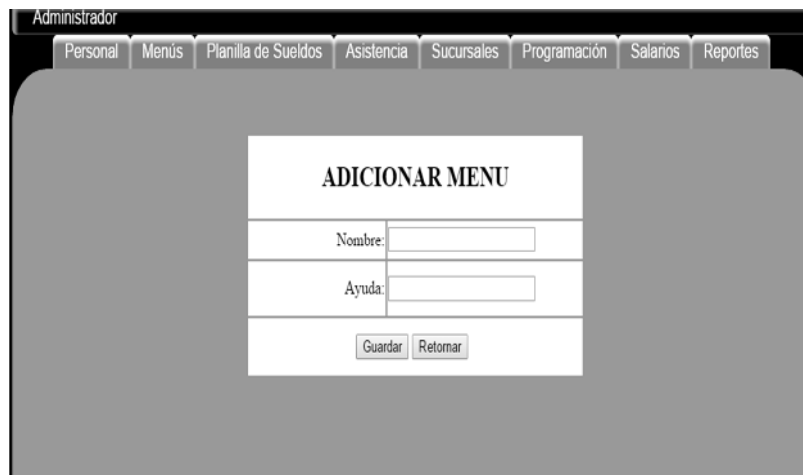 Administrador
Personal Menús Planilla de Sueldos Asistencia Sucursales Programación Salarios Reportes
ADICIONAR MENU
Nombre:
Ayuda:
Guardar Retornar